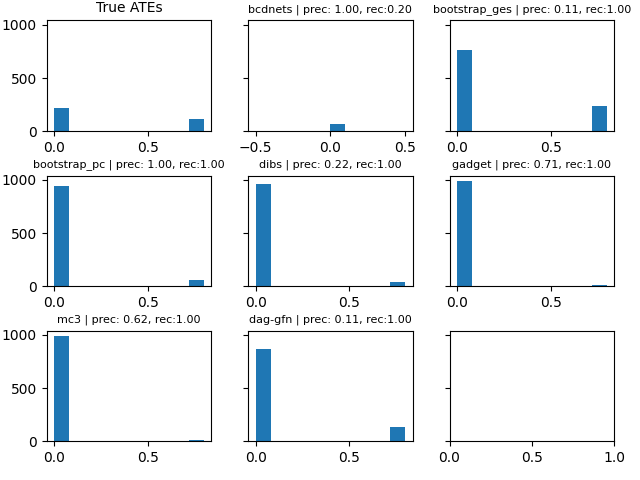 True ATEs
bcdnets | prec: 1.00, rec:0.20
bootstrap_ges | prec: 0.11, rec:1.00
1000
500
0
0.0 0.5
−0.5 0.0 0.5
0.0 0.5
bootstrap_pc | prec: 1.00, rec:1.00
dibs | prec: 0.22, rec:1.00
gadget | prec: 0.71, rec:1.00
1000
500
0
0.0 0.5
0.0 0.5
0.0 0.5
mc3 | prec: 0.62, rec:1.00
dag-gfn | prec: 0.11, rec:1.00
1000
500
0
0.0 0.5
0.0 0.5
0.0 0.5 1.0